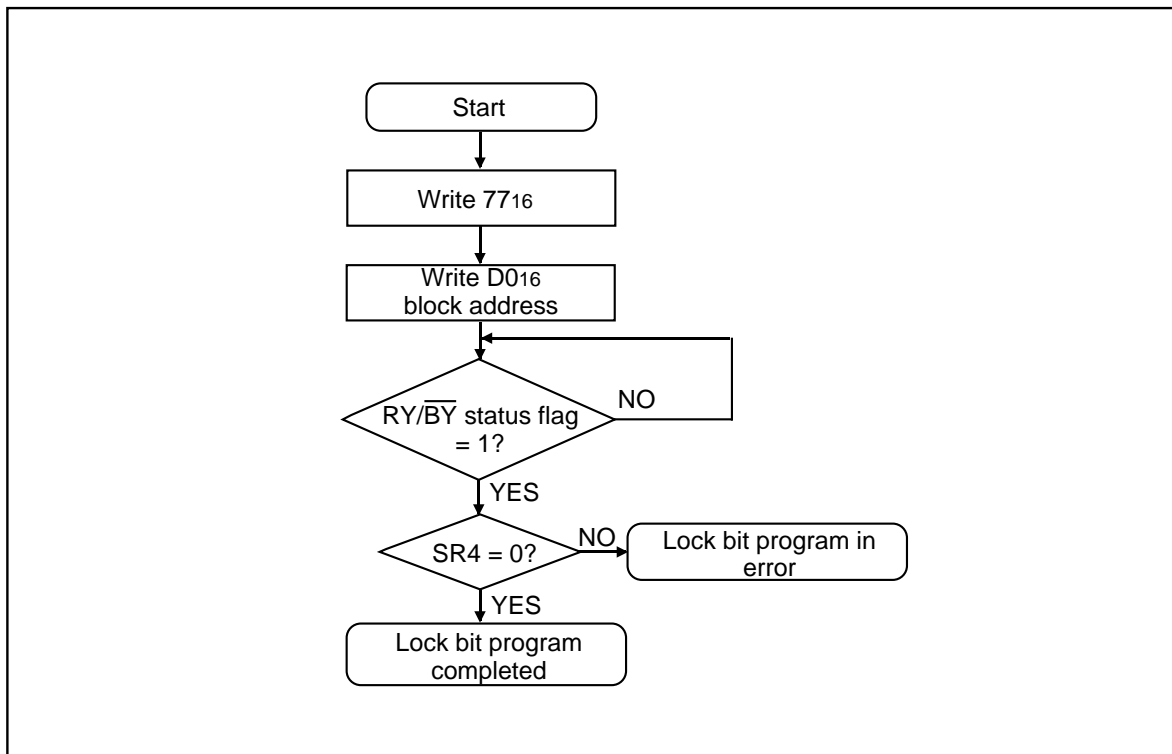 Start
Write 7716
Write D016
block address
RY/B̅Y̅ status flag
= 1?
NO
YES
SR4 = 0?
NO
Lock bit program in
error
YES
Lock bit program
completed